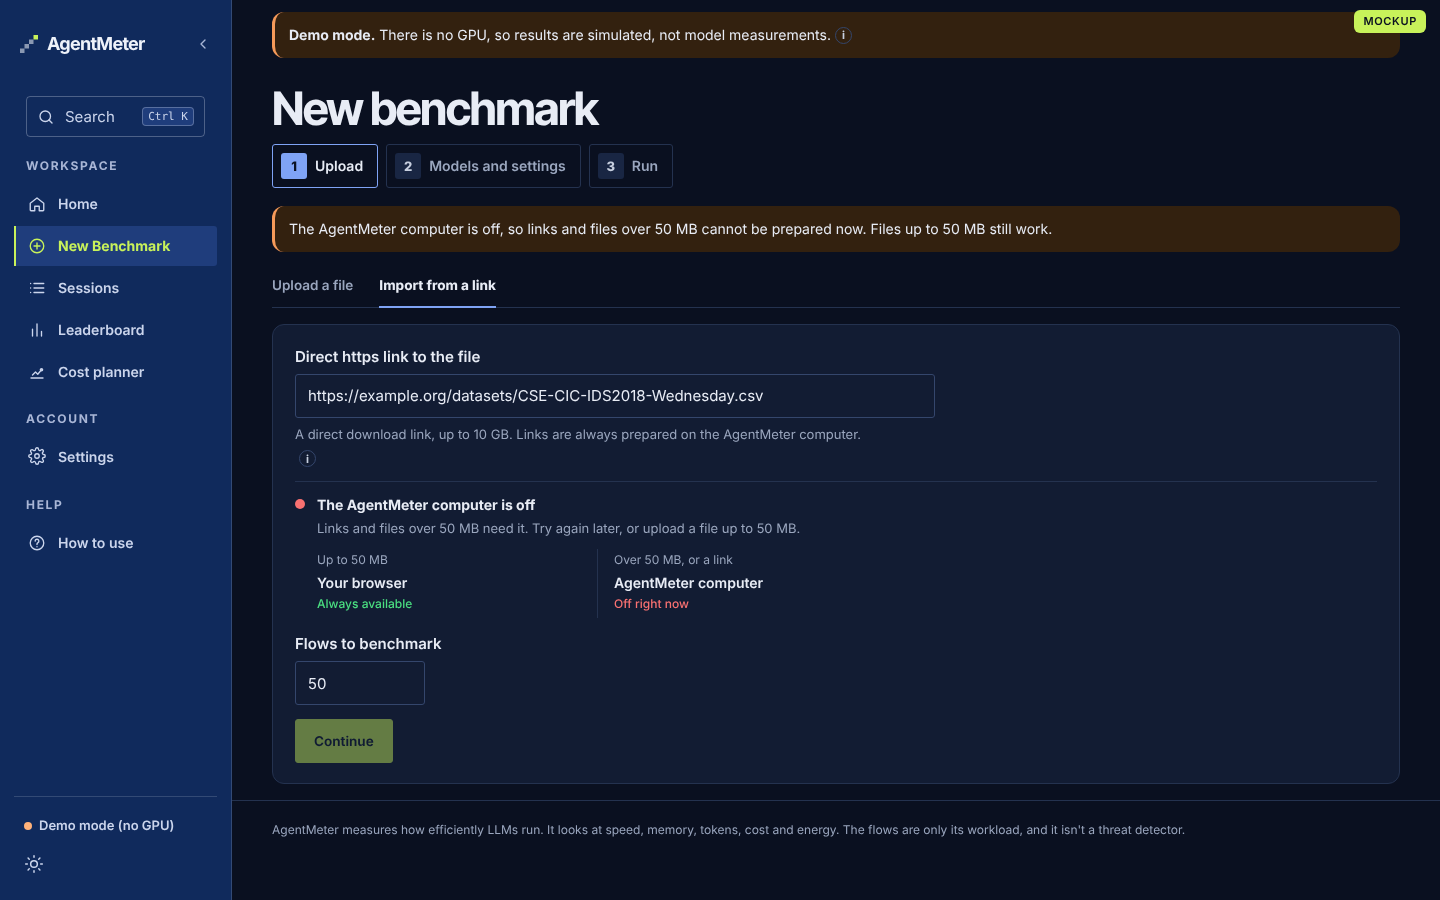 AgentMeter
Search
Ctrl K
WORKSPACE
Home
New Benchmark
Sessions
Leaderboard
Cost planner
ACCOUNT
Settings
HELP
How to use
Demo mode (no GPU)
MOCKUP
Demo mode. There is no GPU, so results are simulated, not model measurements. i
New benchmark
1 Upload
2 Models and settings
3 Run
The AgentMeter computer is off, so links and files over 50 MB cannot be prepared now. Files up to 50 MB still work.
Upload a file
Import from a link
Direct https link to the file
https://example.org/datasets/CSE-CIC-IDS2018-Wednesday.csv
A direct download link, up to 10 GB. Links are always prepared on the AgentMeter computer.
i
The AgentMeter computer is off
Links and files over 50 MB need it. Try again later, or upload a file up to 50 MB.
Up to 50 MB
Your browser
Always available
Over 50 MB, or a link
AgentMeter computer
Off right now
Flows to benchmark
50
Continue
AgentMeter measures how efficiently LLMs run. It looks at speed, memory, tokens, cost and energy. The flows are only its workload, and it isn't a threat detector.